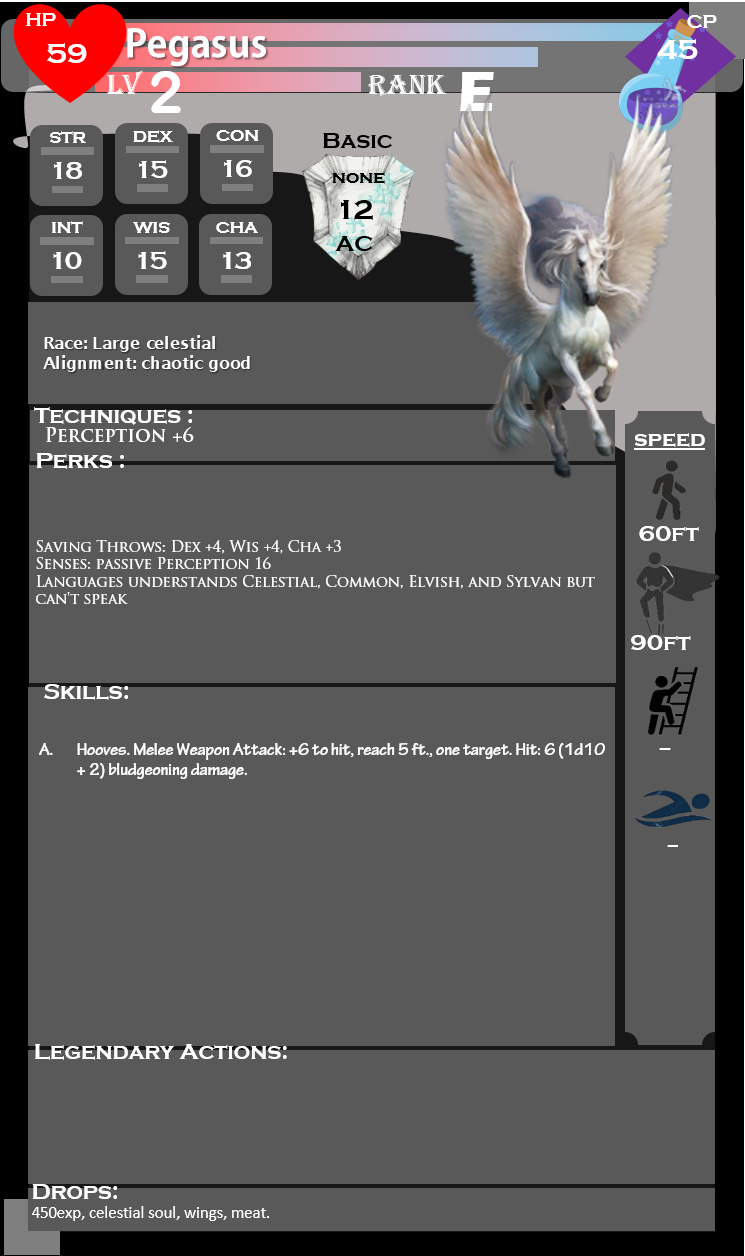 HP
59
Pegasus
CP
45
LV 2
RANK E
STR
18
DEX
15
CON
16
INT
10
WIS
15
CHA
13
BASIC
NONE
12
AC
Race: Large celestial
Alignment: chaotic good
TECHNIQUES :
PERCEPTION +6
PERKS :
SAVING THROWS: DEX +4, WIS +4, CHA +3
SENSES: PASSIVE PERCEPTION 16
LANGUAGES UNDERSTANDS CELESTIAL, COMMON, ELVISH, AND SYLVAN BUT
CAN'T SPEAK
SPEED
60FT
90FT
–
–
SKILLS:
A. Hooves. Melee Weapon Attack: +6 to hit, reach 5 ft., one target. Hit: 6 (1d10
+ 2) bludgeoning damage.
LEGENDARY ACTIONS:
DROPS:
450exp, celestial soul, wings, meat.